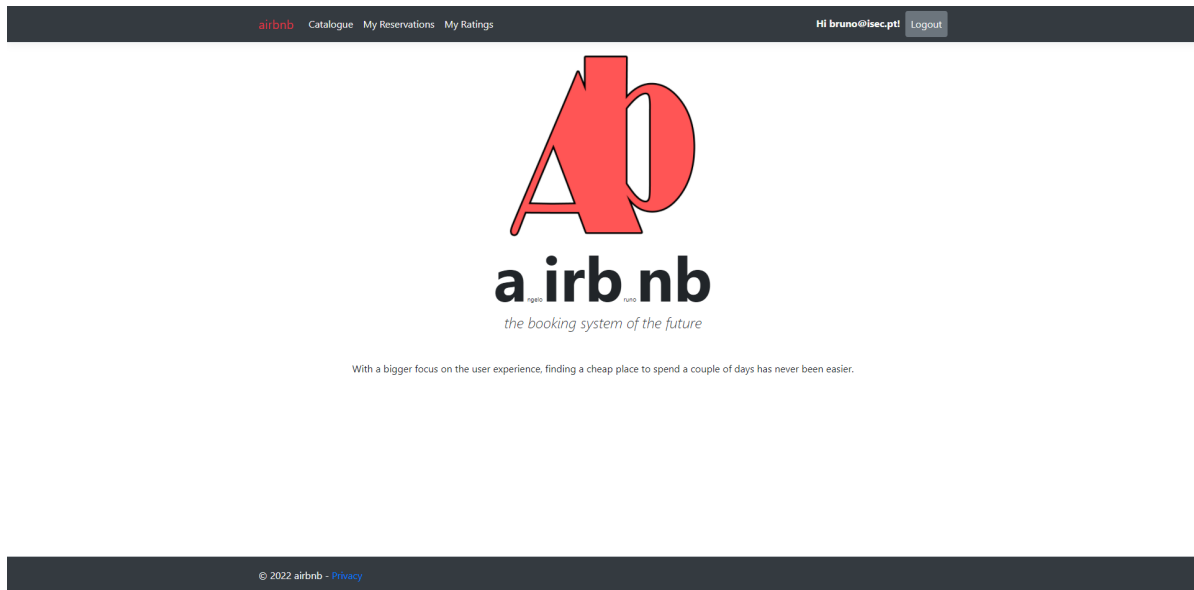 airbnb Catalogue My Reservations My Ratings Hi bruno@isec.pt! Logout
Ab
a ngelo irb runo nb
the booking system of the future
With a bigger focus on the user experience, finding a cheap place to spend a couple of days has never been easier.
© 2022 airbnb - Privacy